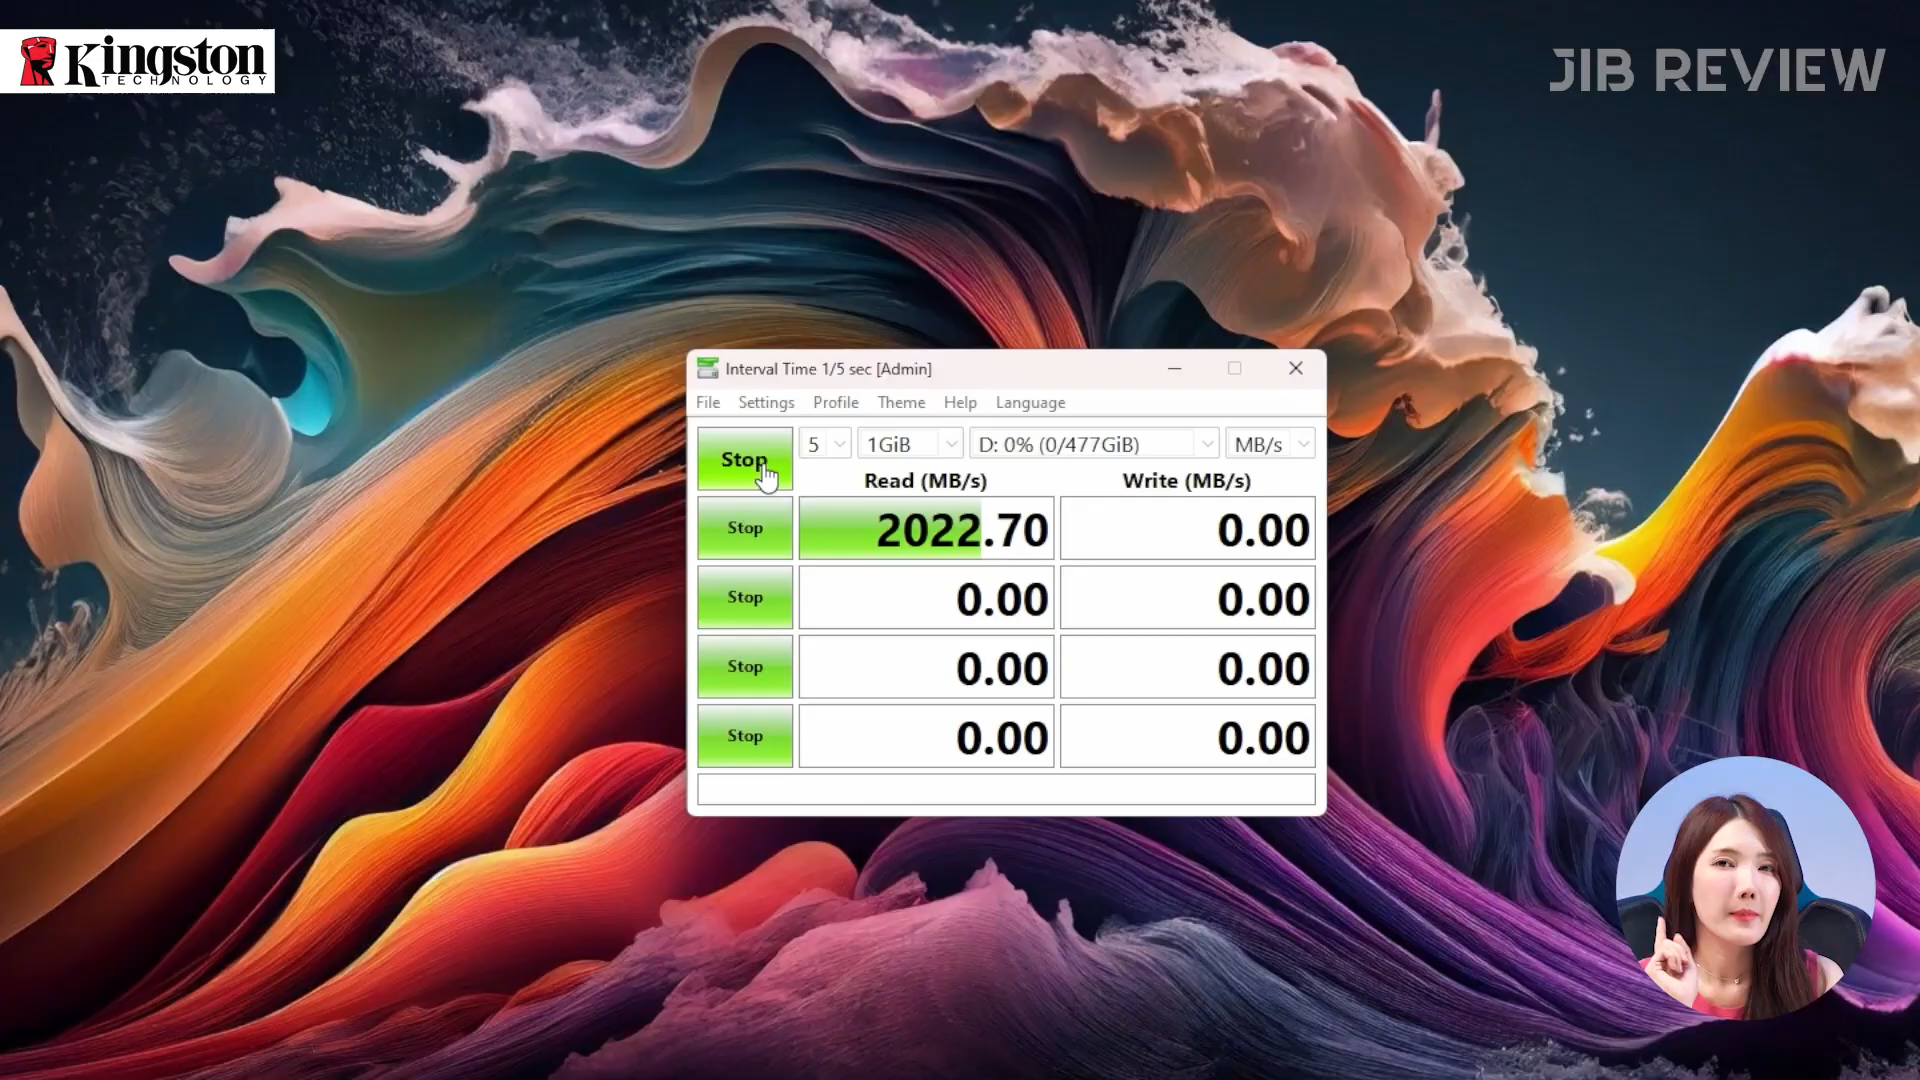 Kingston
TECHNOLOGY
JIB REVIEW
Interval Time 1/5 sec [Admin]
File Settings Profile Theme Help Language
Stop 5 1GiB D: 0% (0/477GiB) MB/s
Read (MB/s) Write (MB/s)
Stop 2022.70 0.00
Stop 0.00 0.00
Stop 0.00 0.00
Stop 0.00 0.00